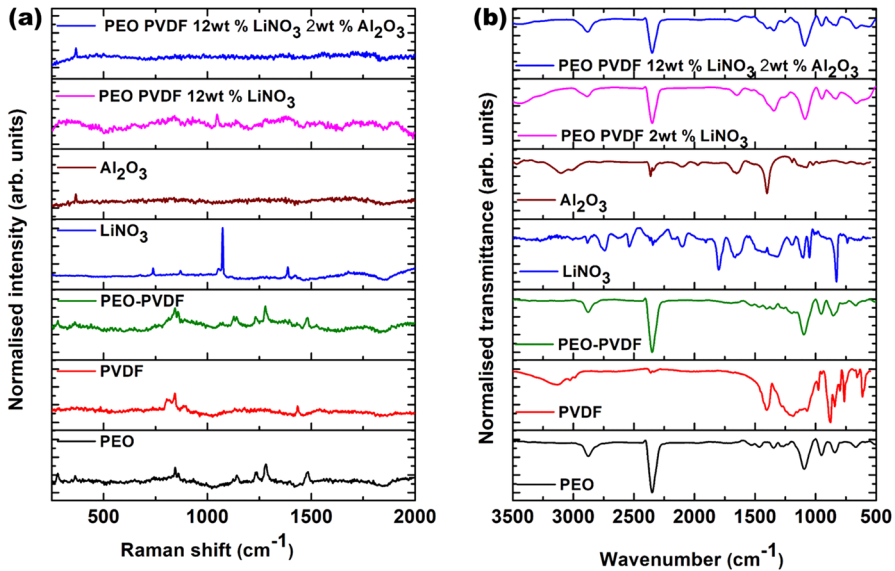 (a)
PEO PVDF 12wt % LiNO₃ 2wt % Al₂O₃
PEO PVDF 12wt % LiNO₃
Al₂O₃
LiNO₃
PEO-PVDF
PVDF
PEO
Normalised intensity (arb. units)
500 1000 1500 2000
Raman shift (cm⁻¹)
(b)
PEO PVDF 12wt % LiNO₃ 2wt % Al₂O₃
PEO PVDF 2wt % LiNO₃
Al₂O₃
LiNO₃
PEO-PVDF
PVDF
PEO
Normalised transmittance (arb. units)
3500 3000 2500 2000 1500 1000 500
Wavenumber (cm⁻¹)